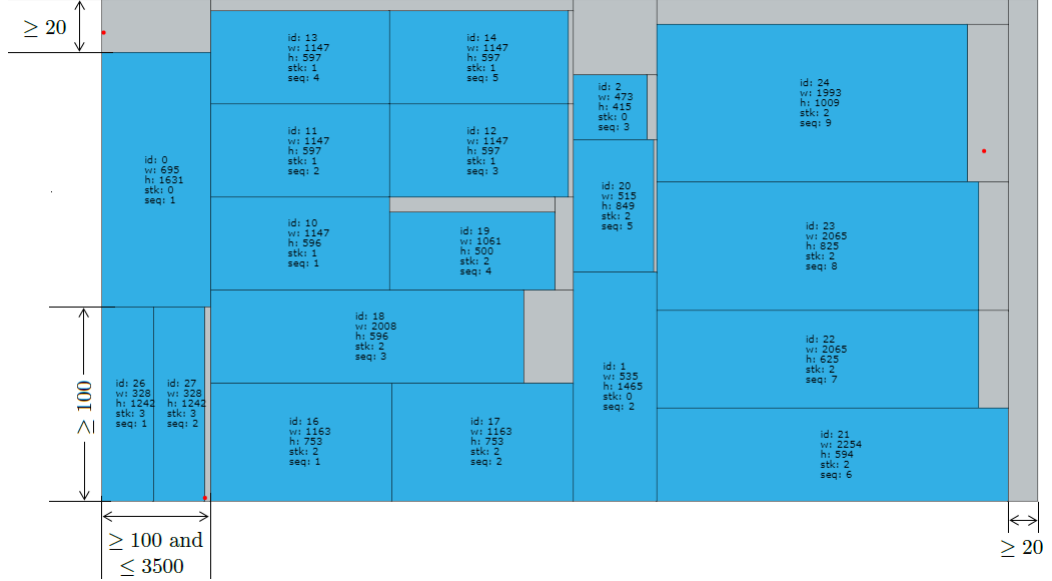 ≥ 20
id: 13
w: 1147
h: 597
stk: 1
seq: 4
id: 14
w: 1147
h: 597
stk: 1
seq: 5
id: 2
w: 473
h: 415
stk: 0
seq: 3
id: 24
w: 1993
h: 1009
stk: 2
seq: 9
id: 0
w: 695
h: 1631
stk: 0
seq: 1
id: 11
w: 1147
h: 597
stk: 1
seq: 2
id: 12
w: 1147
h: 597
stk: 1
seq: 3
id: 20
w: 515
h: 849
stk: 2
seq: 5
id: 10
w: 1147
h: 596
stk: 1
seq: 1
id: 19
w: 1061
h: 500
stk: 2
seq: 4
id: 23
w: 2065
h: 825
stk: 2
seq: 8
id: 18
w: 2008
h: 596
stk: 2
seq: 3
id: 22
w: 2065
h: 625
stk: 2
seq: 7
id: 1
w: 535
h: 1465
stk: 0
seq: 2
≥ 100
id: 26
w: 328
h: 1242
stk: 3
seq: 1
id: 27
w: 328
h: 1242
stk: 3
seq: 2
id: 16
w: 1163
h: 753
stk: 2
seq: 1
id: 17
w: 1163
h: 753
stk: 2
seq: 2
id: 21
w: 2254
h: 594
stk: 2
seq: 6
≥ 100 and
≤ 3500
≥ 20